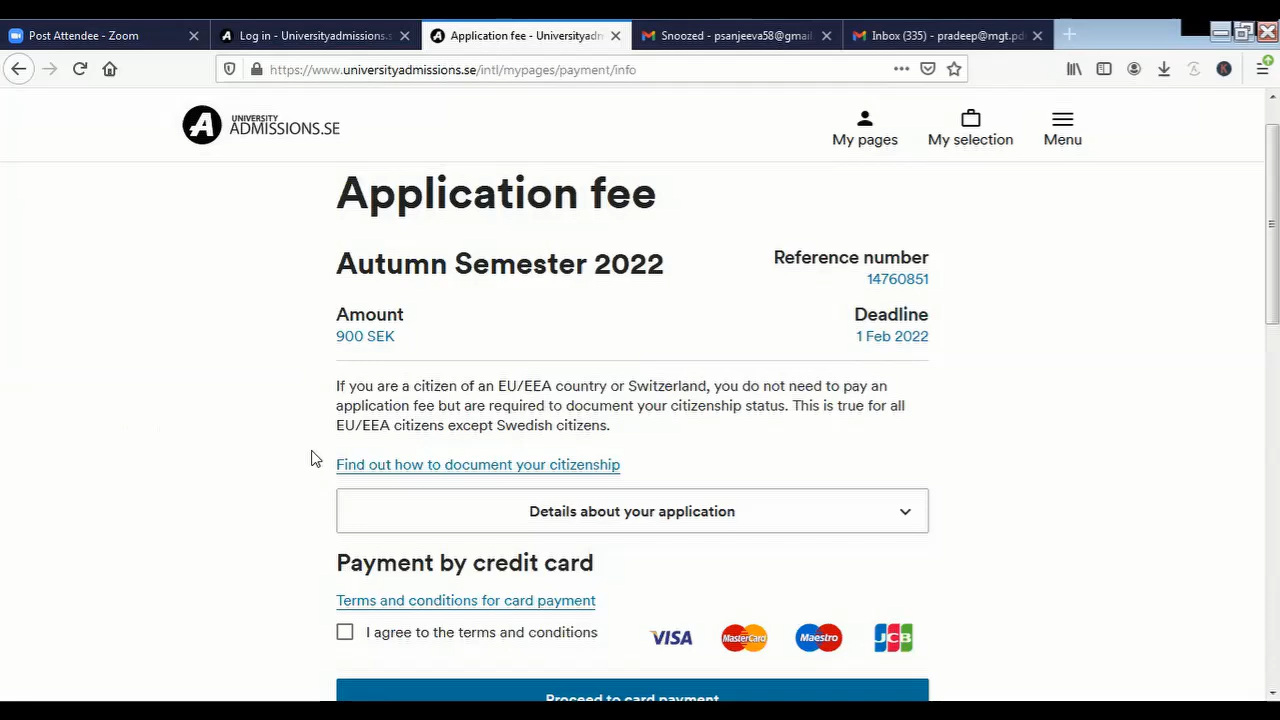 Post Attendee - Zoom
Log in - Universityadmissions.s
Application fee - Universityadm
Snoozed - psanjeeva58@gmail
Inbox (335) - pradeep@mgt.pd
https://www.universityadmissions.se/intl/mypages/payment/info
UNIVERSITY
ADMISSIONS.SE
My pages
My selection
Menu
Application fee
Autumn Semester 2022
Reference number
14760851
Amount
Deadline
900 SEK
1 Feb 2022
If you are a citizen of an EU/EEA country or Switzerland, you do not need to pay an
application fee but are required to document your citizenship status. This is true for all
EU/EEA citizens except Swedish citizens.
Find out how to document your citizenship
Details about your application
Payment by credit card
Terms and conditions for card payment
I agree to the terms and conditions
VISA
MasterCard
Maestro
JCB
Proceed to card payment